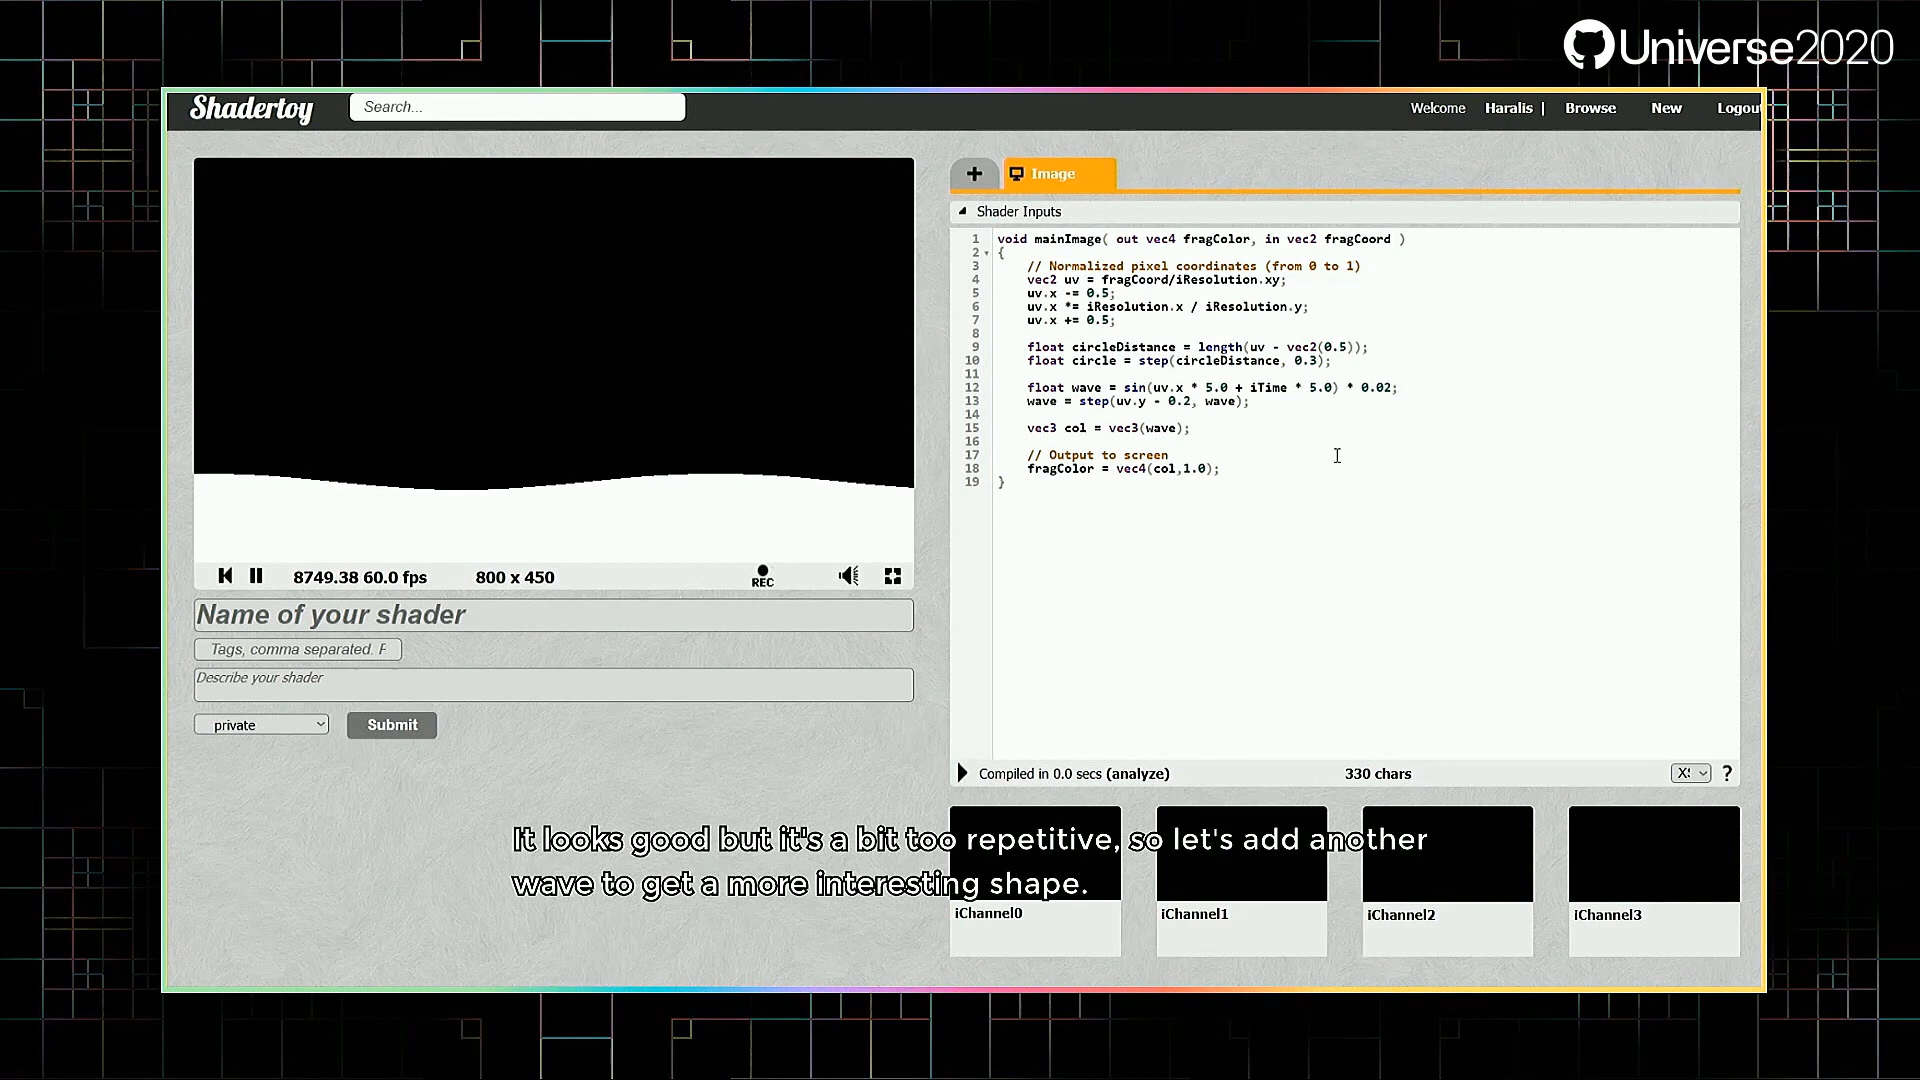 Universe2020
Shadertoy
Search...
Welcome Haralis | Browse New Logout
Image
Shader Inputs
1 void mainImage( out vec4 fragColor, in vec2 fragCoord )
2 {
3 // Normalized pixel coordinates (from 0 to 1)
4 vec2 uv = fragCoord/iResolution.xy;
5 uv.x -= 0.5;
6 uv.x *= iResolution.x / iResolution.y;
7 uv.x += 0.5;
8
9 float circleDistance = length(uv - vec2(0.5));
10 float circle = step(circleDistance, 0.3);
11
12 float wave = sin(uv.x * 5.0 + iTime * 5.0) * 0.02;
13 wave = step(uv.y - 0.2, wave);
14
15 vec3 col = vec3(wave);
16
17 // Output to screen
18 fragColor = vec4(col,1.0);
19 }
8749.38 60.0 fps 800 x 450 REC
Name of your shader
Tags, comma separated.
Describe your shader
private Submit
Compiled in 0.0 secs (analyze) 330 chars ?
It looks good but it's a bit too repetitive, so let's add another
wave to get a more interesting shape.
iChannel0 iChannel1 iChannel2 iChannel3